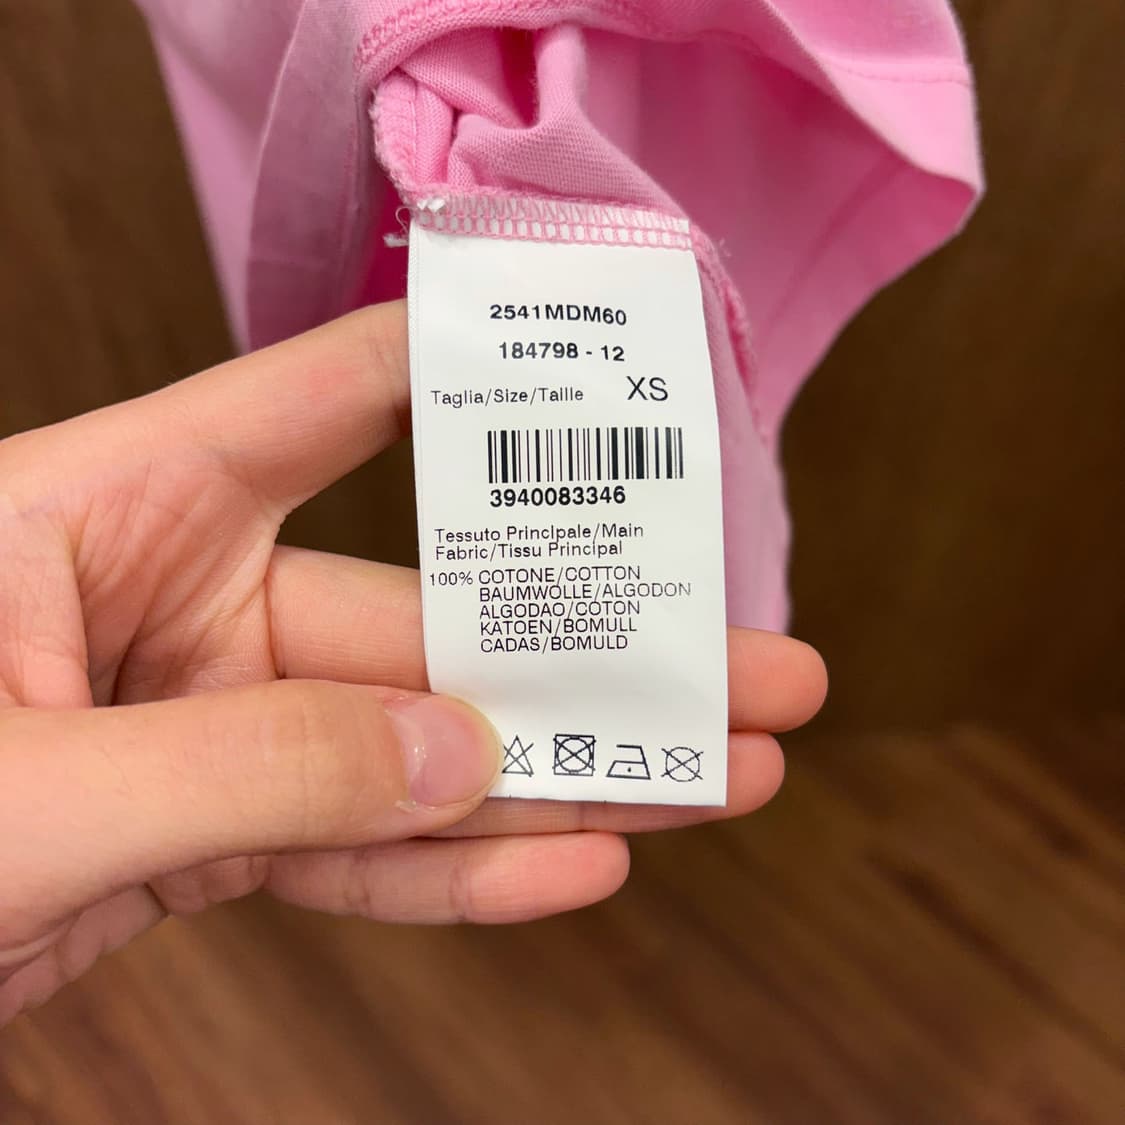 2541MDM60
184798 - 12
Taglia/Size/Taille XS
3940083346
Tessuto Principale/Main
Fabric/Tissu Principal
100% COTONE/COTTON
BAUMWOLLE/ALGODON
ALGODAO/COTON
KATOEN/BOMULL
CADAS/BOMULD